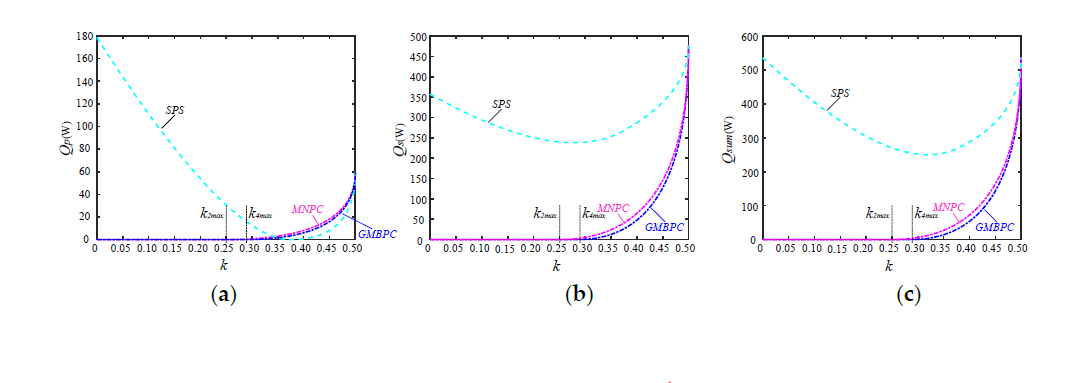 180
160
140
120
100
80
60
40
20
0
Qp(W)
SPS
k2max
k4max
MNPC
GMBPC
0 0.05 0.10 0.15 0.20 0.25 0.30 0.35 0.40 0.45 0.50
k
(a)
500
450
400
350
300
250
200
150
100
50
0
Qs(W)
SPS
k2max
k4max
MNPC
GMBPC
0 0.05 0.10 0.15 0.20 0.25 0.30 0.35 0.40 0.45 0.50
k
(b)
600
500
400
300
200
100
0
Qsum(W)
SPS
k2max
k4max
MNPC
GMBPC
0 0.05 0.10 0.15 0.20 0.25 0.30 0.35 0.40 0.45 0.50
k
(c)